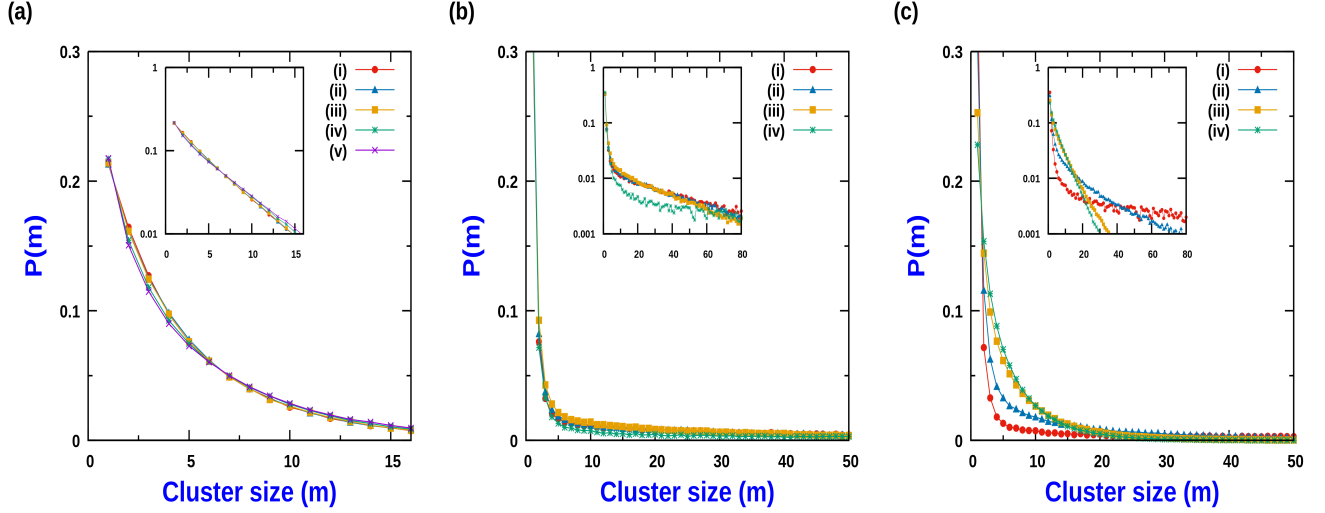 (a)
0.3
0.2
0.1
0
P(m)
0 5 10 15
Cluster size (m)
(i)
(ii)
(iii)
(iv)
(v)
1
0.1
0.01
0 5 10 15
(b)
0.3
0.2
0.1
0
P(m)
0 10 20 30 40 50
Cluster size (m)
(i)
(ii)
(iii)
(iv)
1
0.1
0.01
0.001
0 20 40 60 80
(c)
0.3
0.2
0.1
0
P(m)
0 10 20 30 40 50
Cluster size (m)
(i)
(ii)
(iii)
(iv)
1
0.1
0.01
0.001
0 20 40 60 80